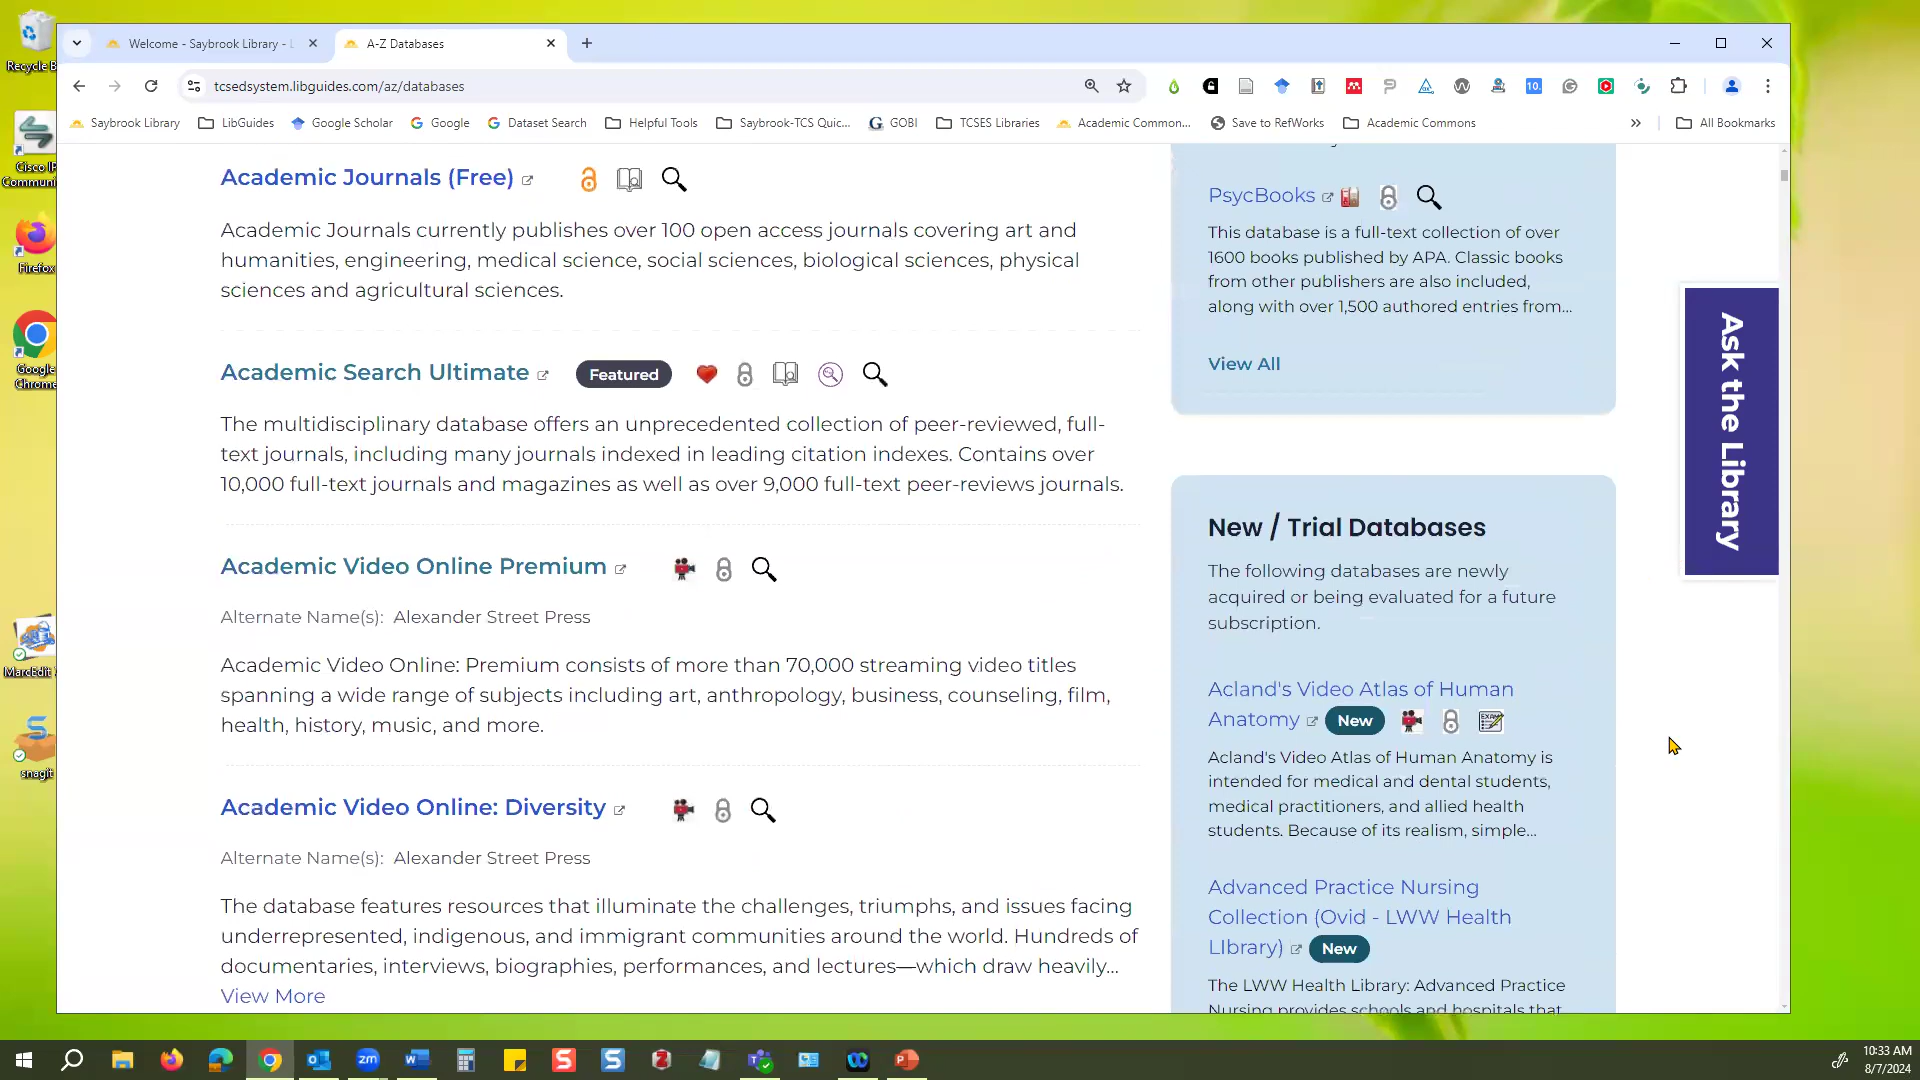 Recycle B
Cisco IP
Communi
Firefox
Google
Chrome
MarcEdit
snagit
Welcome - Saybrook Library - L
A-Z Databases
tcsedsystem.libguides.com/az/databases
Saybrook Library
LibGuides
Google Scholar
Google
Dataset Search
Helpful Tools
Saybrook-TCS Quic...
GOBI
TCSES Libraries
Academic Common...
Save to RefWorks
Academic Commons
»
All Bookmarks
Academic Journals (Free)
Academic Journals currently publishes over 100 open access journals covering art and
humanities, engineering, medical science, social sciences, biological sciences, physical
sciences and agricultural sciences.
Academic Search Ultimate
Featured
The multidisciplinary database offers an unprecedented collection of peer-reviewed, full-
text journals, including many journals indexed in leading citation indexes. Contains over
10,000 full-text journals and magazines as well as over 9,000 full-text peer-reviews journals.
Academic Video Online Premium
Alternate Name(s): Alexander Street Press
Academic Video Online: Premium consists of more than 70,000 streaming video titles
spanning a wide range of subjects including art, anthropology, business, counseling, film,
health, history, music, and more.
Academic Video Online: Diversity
Alternate Name(s): Alexander Street Press
The database features resources that illuminate the challenges, triumphs, and issues facing
underrepresented, indigenous, and immigrant communities around the world. Hundreds of
documentaries, interviews, biographies, performances, and lectures—which draw heavily...
View More
PsycBooks
This database is a full-text collection of over
1600 books published by APA. Classic books
from other publishers are also included,
along with over 1,500 authored entries from...
View All
New / Trial Databases
The following databases are newly
acquired or being evaluated for a future
subscription.
Acland's Video Atlas of Human
Anatomy
New
Acland's Video Atlas of Human Anatomy is
intended for medical and dental students,
medical practitioners, and allied health
students. Because of its realism, simple...
Advanced Practice Nursing
Collection (Ovid - LWW Health
LIbrary)
New
The LWW Health Library: Advanced Practice
Nursing provides schools and hospitals that
Ask the Library
10:33 AM
8/7/2024